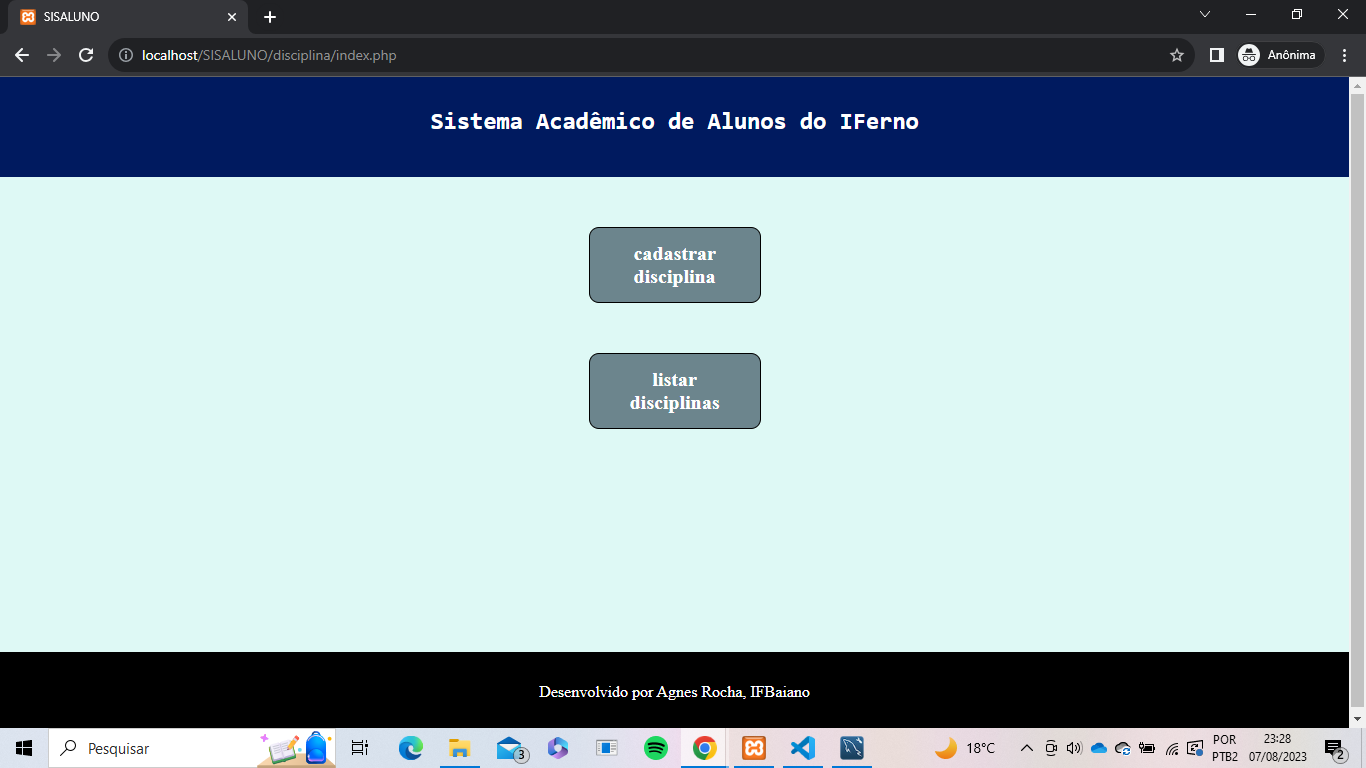 SISALUNO
localhost/SISALUNO/disciplina/index.php
Anônima
Sistema Acadêmico de Alunos do IFerno
cadastrar
disciplina
listar
disciplinas
Desenvolvido por Agnes Rocha, IFBaiano
Pesquisar
3
18°C
POR
PTB2
23:28
07/08/2023
2